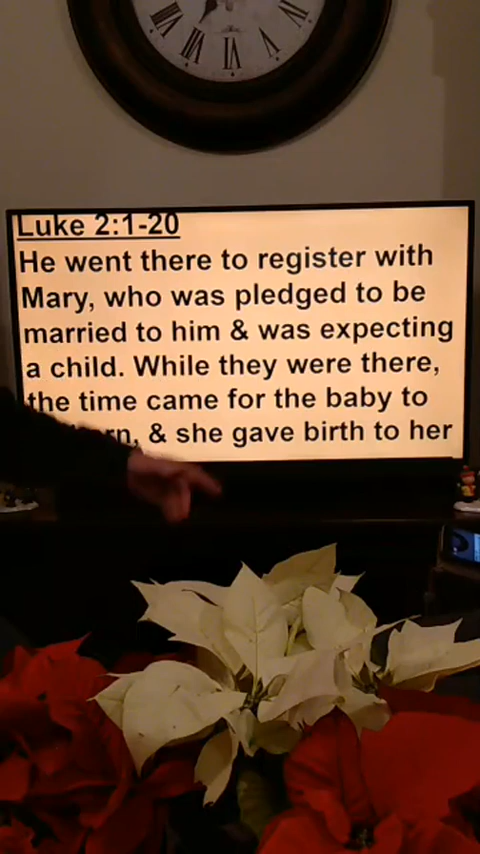 Luke 2:1-20
He went there to register with
Mary, who was pledged to be
married to him & was expecting
a child. While they were there,
the time came for the baby to
& she gave birth to her